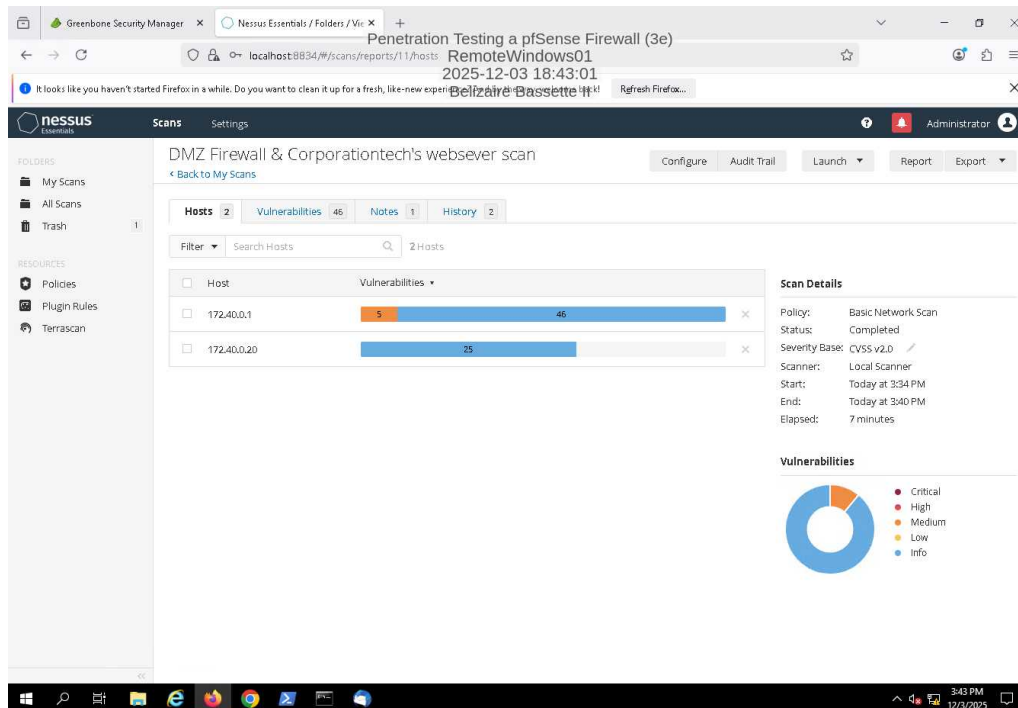 Greenbone Security Manager
Nessus Essentials / Folders / Vie
Penetration Testing a pfSense Firewall (3e)
RemoteWindows01
2025-12-03 18:43:01
Belizaire Bassette II
localhost:8834/#/scans/reports/11/hosts
It looks like you haven't started Firefox in a while. Do you want to clean it up for a fresh, like-new back!
Refresh Firefox...
nessus
Essentials
Scans
Settings
Administrator
FOLDERS
My Scans
All Scans
Trash 1
RESOURCES
Policies
Plugin Rules
Terrascan
DMZ Firewall & Corporationtech's websever scan
< Back to My Scans
Configure
Audit Trail
Launch
Report
Export
Hosts 2
Vulnerabilities 46
Notes 1
History 2
Filter
Search Hosts
2 Hosts
Host Vulnerabilities
172.40.0.1 5 46
172.40.0.20 25
Scan Details
Policy: Basic Network Scan
Status: Completed
Severity Base: CVSS v2.0
Scanner: Local Scanner
Start: Today at 3:34 PM
End: Today at 3:40 PM
Elapsed: 7 minutes
Vulnerabilities
Critical
High
Medium
Low
Info
3:43 PM
12/3/2025